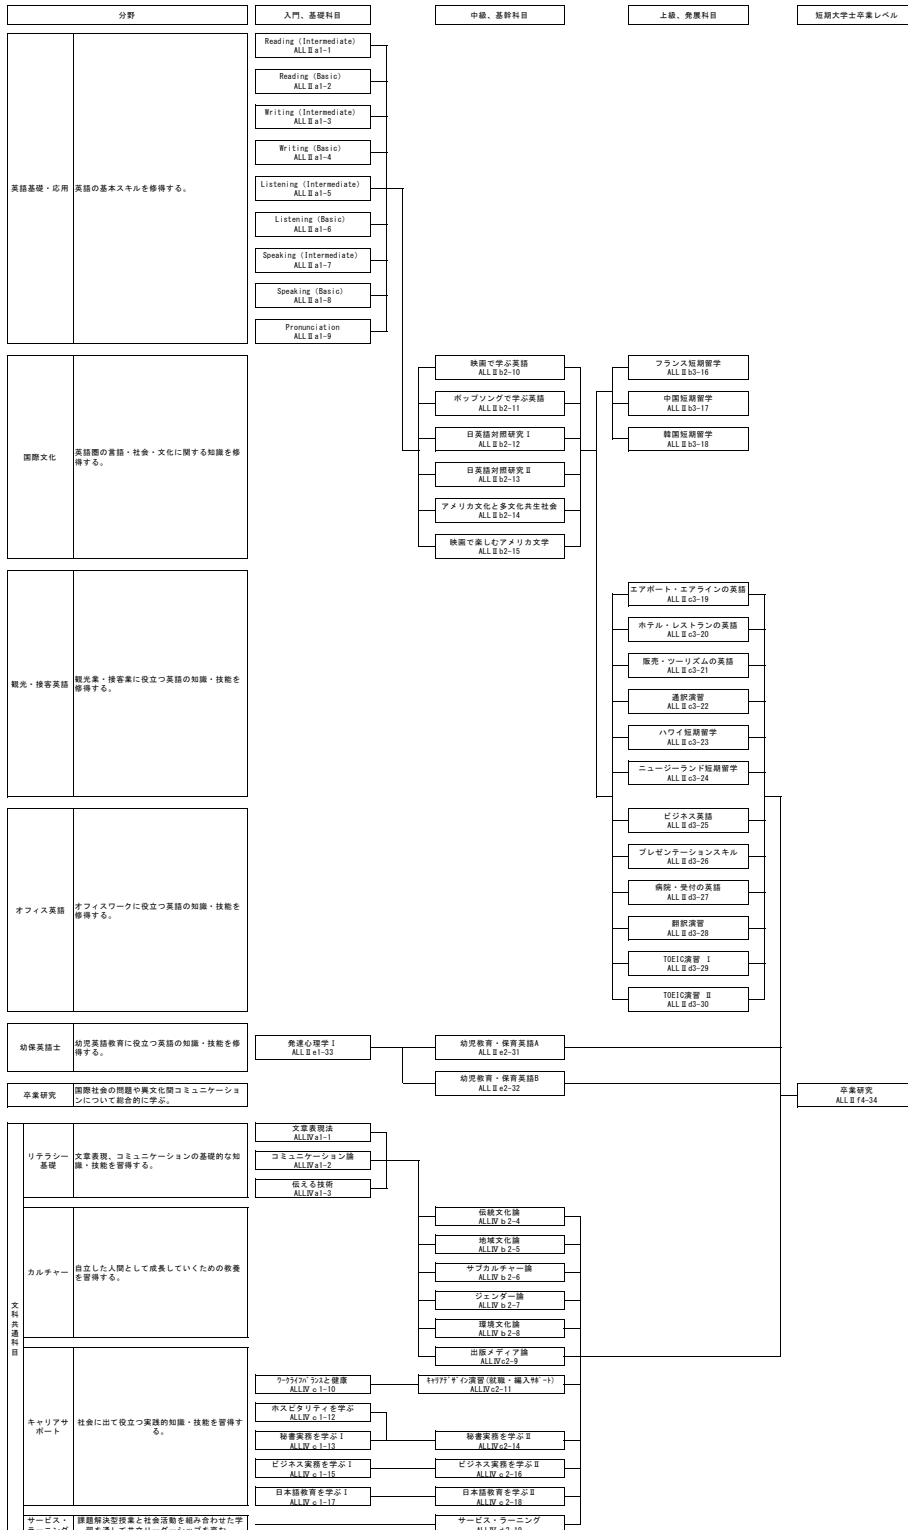 分野
入門、基礎科目
中級、基幹科目
上級、発展科目
短期大学士卒業レベル
英語基礎・応用
英語の基本スキルを修得する。
Reading (Intermediate)
ALLⅡa1-1
Reading (Basic)
ALLⅡa1-2
Writing (Intermediate)
ALLⅡa1-3
Writing (Basic)
ALLⅡa1-4
Listening (Intermediate)
ALLⅡa1-5
Listening (Basic)
ALLⅡa1-6
Speaking (Intermediate)
ALLⅡa1-7
Speaking (Basic)
ALLⅡa1-8
Pronunciation
ALLⅡa1-9
国際文化
英語圏の言語・社会・文化に関する知識を修
得する。
映画で学ぶ英語
ALLⅡb2-10
ポップソングで学ぶ英語
ALLⅡb2-11
日英語対照研究Ⅰ
ALLⅡb2-12
日英語対照研究Ⅱ
ALLⅡb2-13
アメリカ文化と多文化共生社会
ALLⅡb2-14
映画で楽しむアメリカ文学
ALLⅡb2-15
フランス短期留学
ALLⅡb3-16
中国短期留学
ALLⅡb3-17
韓国短期留学
ALLⅡb3-18
観光・接客英語
観光業・接客業に役立つ英語の知識・技能を
修得する。
エアポート・エアラインの英語
ALLⅡc3-19
ホテル・レストランの英語
ALLⅡc3-20
販売・ツーリズムの英語
ALLⅡc3-21
通訳演習
ALLⅡc3-22
ハワイ短期留学
ALLⅡc3-23
ニュージーランド短期留学
ALLⅡc3-24
オフィス英語
オフィスワークに役立つ英語の知識・技能を
修得する。
ビジネス英語
ALLⅡd3-25
プレゼンテーションスキル
ALLⅡd3-26
病院・受付の英語
ALLⅡd3-27
翻訳演習
ALLⅡd3-28
TOEIC演習 Ⅰ
ALLⅡd3-29
TOEIC演習 Ⅱ
ALLⅡd3-30
幼保英語士
幼児英語教育に役立つ英語の知識・技能を修
得する。
発達心理学Ⅰ
ALLⅡe1-33
幼児教育・保育英語A
ALLⅡe2-31
幼児教育・保育英語B
ALLⅡe2-32
卒業研究
国際社会の問題や異文化間コミュニケーショ
ンについて総合的に学ぶ。
卒業研究
ALLⅡf4-34
文科共通科目
リテラシー
基礎
文章表現、コミュニケーションの基礎的な知
識・技能を習得する。
文章表現法
ALLⅣa1-1
コミュニケーション論
ALLⅣa1-2
伝える技術
ALLⅣa1-3
カルチャー
自立した人間として成長していくための教養
を習得する。
伝統文化論
ALLⅣb2-4
地域文化論
ALLⅣb2-5
サブカルチャー論
ALLⅣb2-6
ジェンダー論
ALLⅣb2-7
環境文化論
ALLⅣb2-8
出版メディア論
ALLⅣc2-9
キャリアサ
ポート
社会に出て役立つ実践的知識・技能を習得す
る。
ﾜｰｸﾗｲﾌﾊﾞﾗﾝｽと健康
ALLⅣc1-10
ｷｬﾘｱﾃﾞｻﾞｲﾝ演習(就職・編入ｻﾎﾟｰﾄ)
ALLⅣc2-11
ホスピタリティを学ぶ
ALLⅣc1-12
秘書実務を学ぶⅠ
ALLⅣc1-13
秘書実務を学ぶⅡ
ALLⅣc2-14
ビジネス実務を学ぶⅠ
ALLⅣc1-15
ビジネス実務を学ぶⅡ
ALLⅣc2-16
日本語教育を学ぶⅠ
ALLⅣc1-17
日本語教育を学ぶⅡ
ALLⅣc2-18
サービス・
課題解決型授業と社会活動を組み合わせた学
サービス・ラーニング